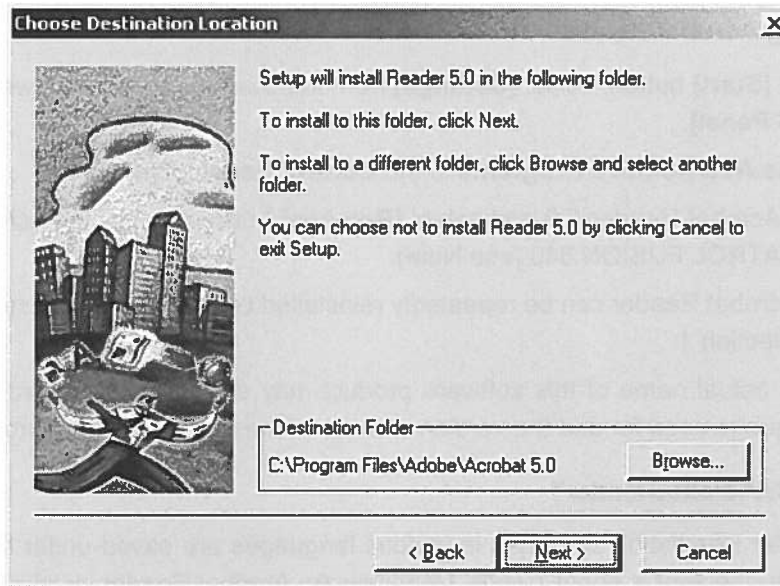 Choose Destination Location
Setup will install Reader 5.0 in the following folder.
To install to this folder, click Next.
To install to a different folder, click Browse and select another
folder.
You can choose not to install Reader 5.0 by clicking Cancel to
exit Setup.
Destination Folder
C:\Program Files\Adobe\Acrobat 5.0
Browse...
< Back
Next >
Cancel